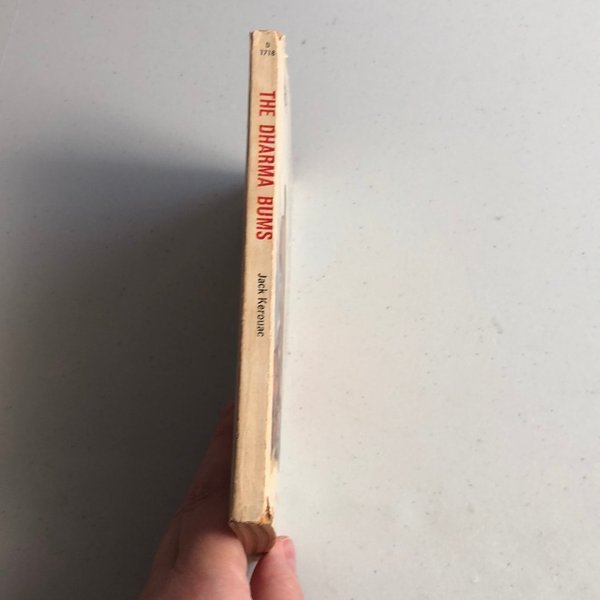 D
1718
THE DHARMA BUMS
Jack Kerouac